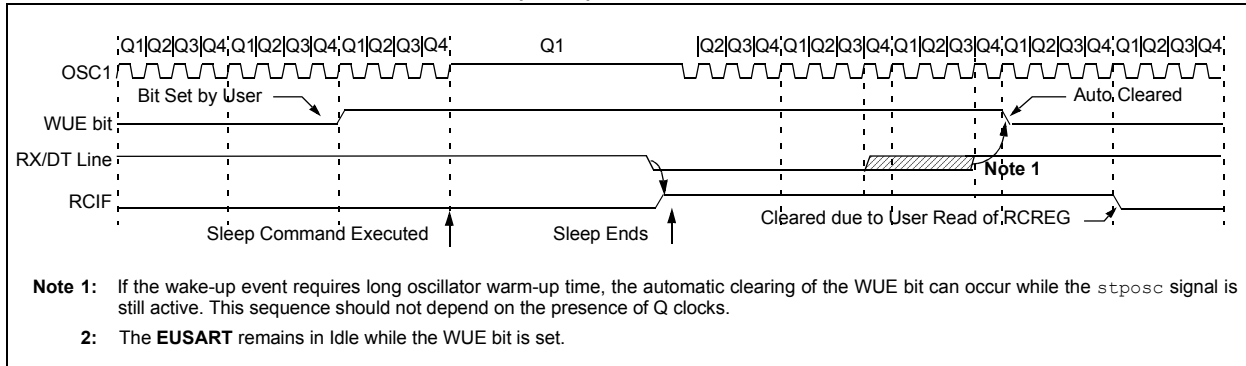 Q1|Q2|Q3|Q4|Q1|Q2|Q3|Q4|Q1|Q2|Q3|Q4 Q1 |Q2|Q3|Q4|Q1|Q2|Q3|Q4|Q1|Q2|Q3|Q4|Q1|Q2|Q3|Q4|Q1|Q2|Q3|Q4
OSC1
Bit Set by User Auto Cleared
WUE bit
RX/DT Line
Note 1
RCIF
Cleared due to User Read of RCREG
Sleep Command Executed Sleep Ends
Note 1: If the wake-up event requires long oscillator warm-up time, the automatic clearing of the WUE bit can occur while the stposc signal is
still active. This sequence should not depend on the presence of Q clocks.
2: The EUSART remains in Idle while the WUE bit is set.